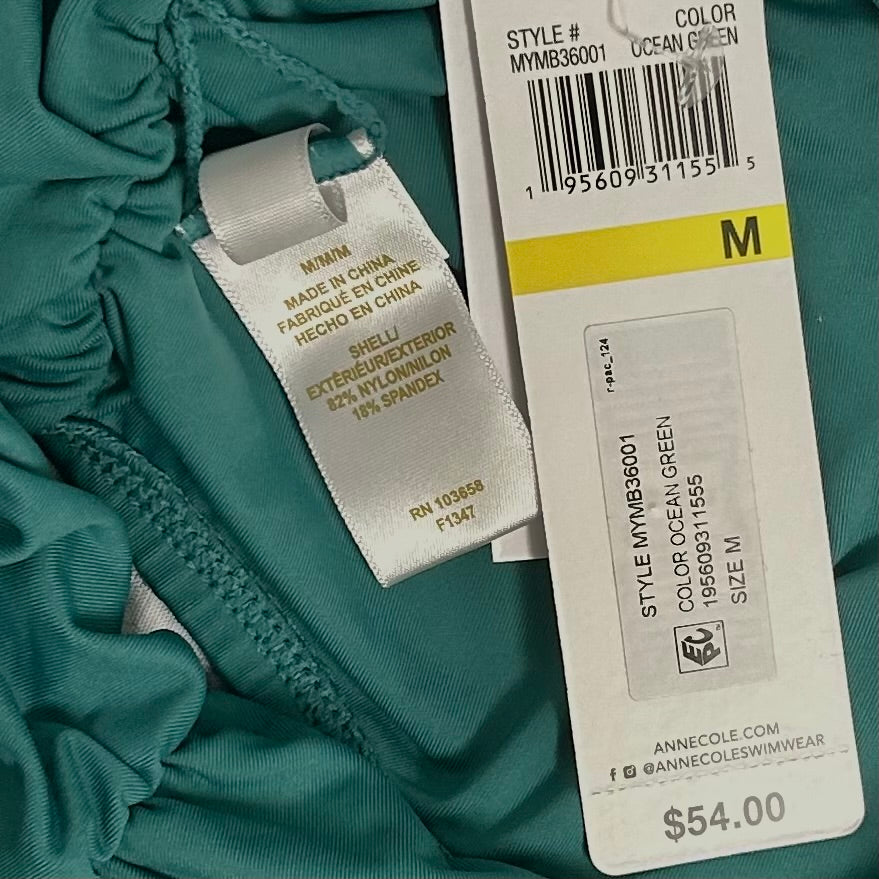 M/M/M
MADE IN CHINA
FABRIQUÉ EN CHINE
HECHO EN CHINA
SHELL/
EXTÉRIEUR/EXTERIOR
82% NYLON/NILON
18% SPANDEX
RN 103658
F1347
STYLE #
MYMB36001
COLOR
OCEAN GREEN
1 95609 31155 5
M
r-pac_124
STYLE MYMB36001
COLOR OCEAN GREEN
195609311555
SIZE M
EPC
ANNECOLE.COM
@ANNECOLESWIMWEAR
$54.00